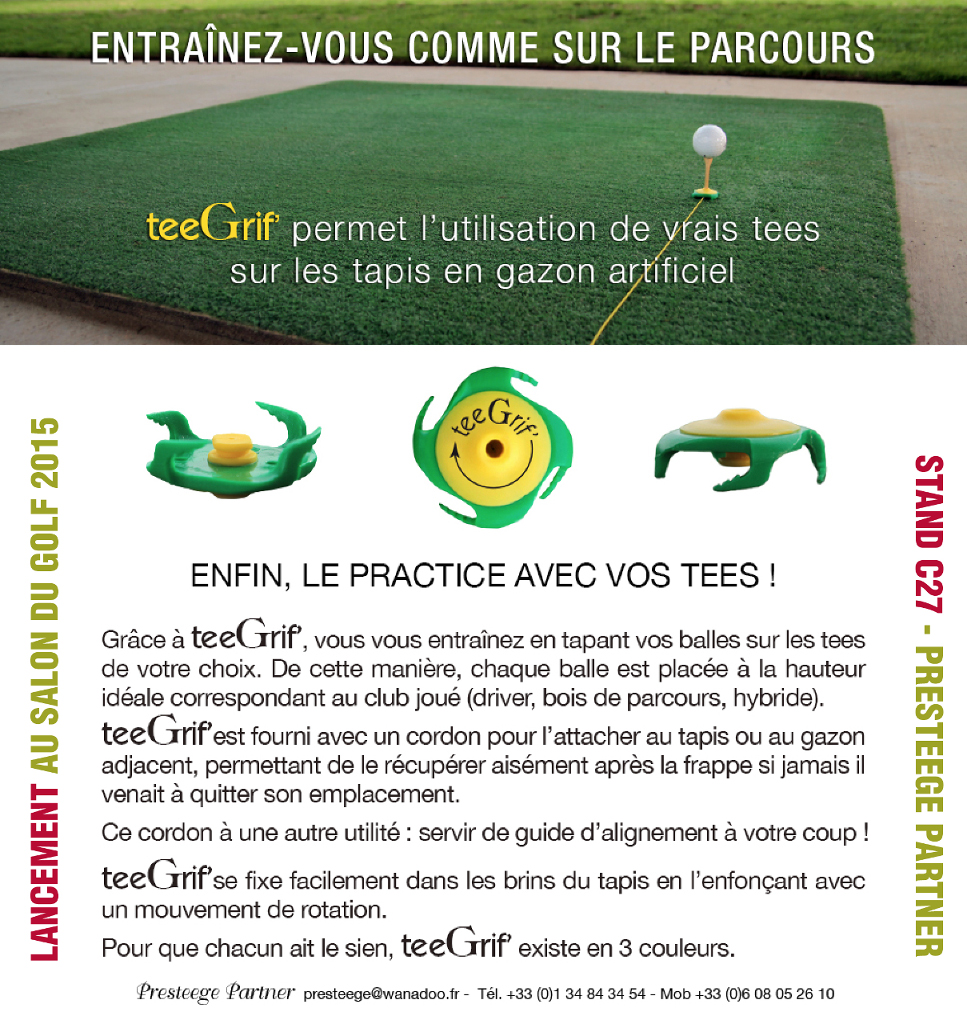 ENTRAÎNEZ-VOUS COMME SUR LE PARCOURS
teeGrif’ permet l’utilisation de vrais tees
sur les tapis en gazon artificiel
LANCEMENT AU SALON DU GOLF 2015
teeGrif’
STAND C27 - PRESTEEGE PARTNER
ENFIN, LE PRACTICE AVEC VOS TEES !
Grâce à teeGrif’, vous vous entraînez en tapant vos balles sur les tees
de votre choix. De cette manière, chaque balle est placée à la hauteur
idéale correspondant au club joué (driver, bois de parcours, hybride).
teeGrif’est fourni avec un cordon pour l’attacher au tapis ou au gazon
adjacent, permettant de le récupérer aisément après la frappe si jamais il
venait à quitter son emplacement.
Ce cordon à une autre utilité : servir de guide d’alignement à votre coup !
teeGrif’se fixe facilement dans les brins du tapis en l’enfonçant avec
un mouvement de rotation.
Pour que chacun ait le sien, teeGrif’ existe en 3 couleurs.
Presteege Partner presteege@wanadoo.fr - Tél. +33 (0)1 34 84 34 54 - Mob +33 (0)6 08 05 26 10